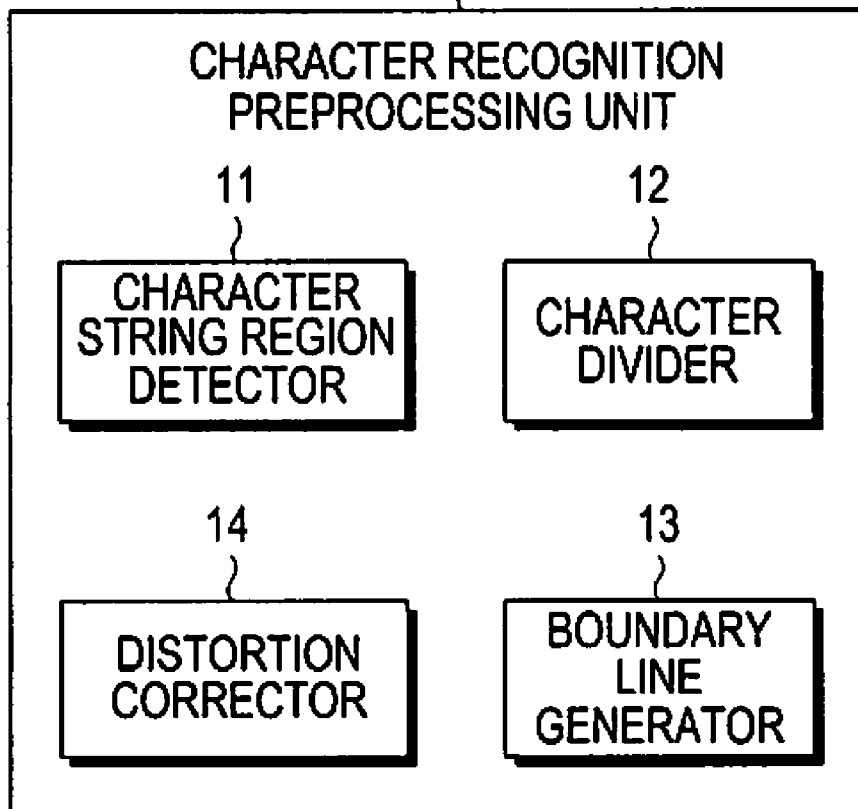 CHARACTER RECOGNITION
PREPROCESSING UNIT
11
CHARACTER
STRING REGION
DETECTOR
12
CHARACTER
DIVIDER
14
DISTORTION
CORRECTOR
13
BOUNDARY
LINE
GENERATOR